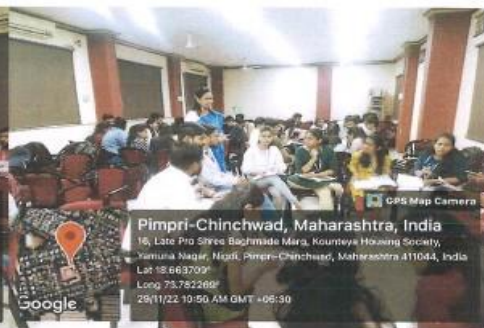 GPS Map Camera
Pimpri-Chinchwad, Maharashtra, India
16, Late Pro Shree Baghmade Marg, Kounteya Housing Society,
Yamuna Nagar, Nigdi, Pimpri-Chinchwad, Maharashtra 411044, India
Lat 18.663709°
Long 73.782269°
29/11/22 10:50 AM GMT +05:30
Google